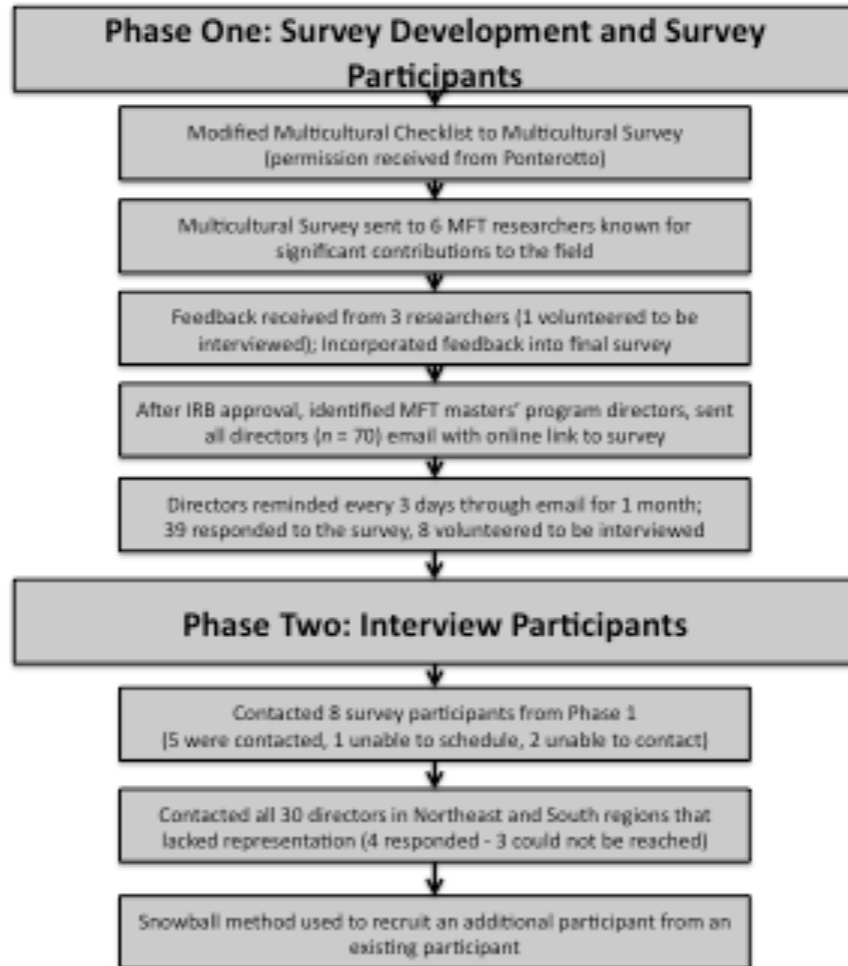 Phase One: Survey Development and Survey
Participants
Modified Multicultural Checklist to Multicultural Survey
(permission received from Ponterotto)
Multicultural Survey sent to 6 MFT researchers known for
significant contributions to the field
Feedback received from 3 researchers (1 volunteered to be
interviewed); Incorporated feedback into final survey
After IRB approval, identified MFT masters' program directors, sent
all directors (n = 70) email with online link to survey
Directors reminded every 3 days through email for 1 month;
39 responded to the survey, 8 volunteered to be interviewed
Phase Two: Interview Participants
Contacted 8 survey participants from Phase 1
(5 were contacted, 1 unable to schedule, 2 unable to contact)
Contacted all 30 directors in Northeast and South regions that
lacked representation (4 responded - 3 could not be reached)
Snowball method used to recruit an additional participant from an
existing participant